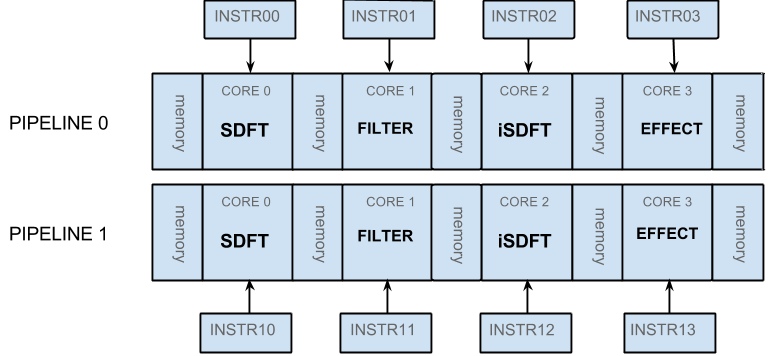 INSTR00 INSTR01 INSTR02 INSTR03
PIPELINE 0
memory CORE 0 memory CORE 1 memory CORE 2 memory CORE 3 memory
SDFT FILTER iSDFT EFFECT
PIPELINE 1
memory CORE 0 memory CORE 1 memory CORE 2 memory CORE 3 memory
SDFT FILTER iSDFT EFFECT
INSTR10 INSTR11 INSTR12 INSTR13